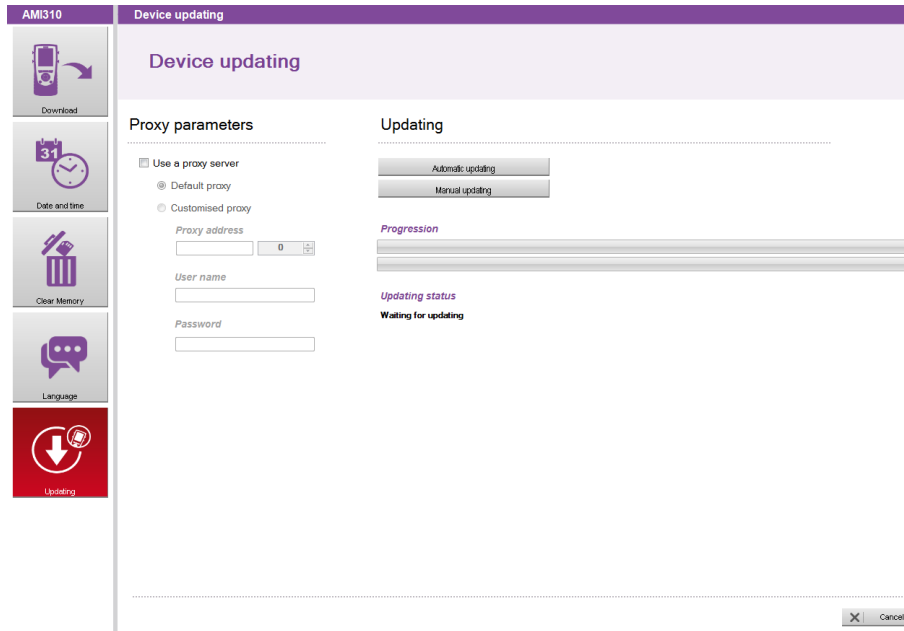 AMI310
Device updating
Device updating
Download
31
Date and time
Clear Memory
Language
Updating
Proxy parameters
Use a proxy server
Default proxy
Customised proxy
Proxy address
0
User name
Password
Updating
Automatic updating
Manual updating
Progression
Updating status
Waiting for updating
Cancel